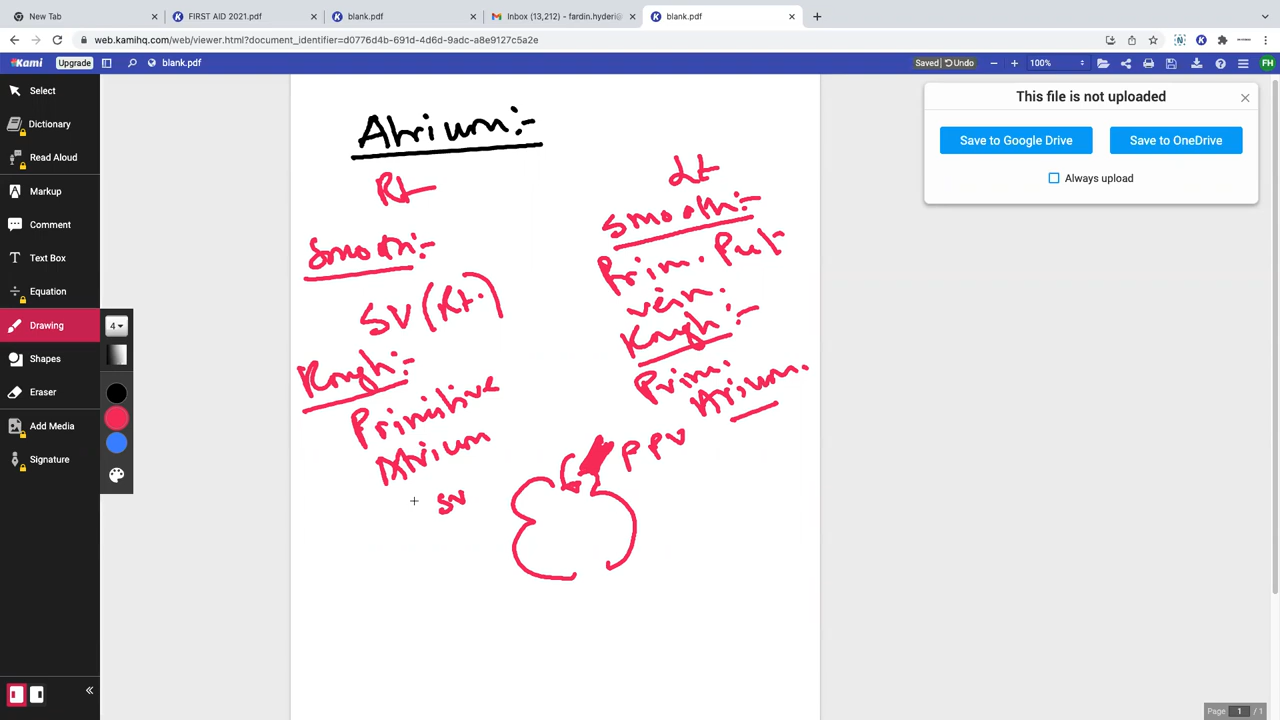 New Tab
FIRST AID 2021.pdf
blank.pdf
Inbox (13,212) - fardin.hyderi@
blank.pdf
web.kamihq.com/web/viewer.html?document_identifier=d0776d4b-691d-4d6d-9adc-a8e9127c5a2e
Kami Upgrade blank.pdf Saved Undo 100% FH
Select
Dictionary
Read Aloud
Markup
Comment
Text Box
Equation
Drawing
Shapes
Eraser
Add Media
Signature
4
This file is not uploaded
Save to Google Drive Save to OneDrive
Always upload
Atrium:-
Rt
Smooth:-
SV (Rt.)
Rough:-
Primitive
Atrium
SV
Lt
Smooth:-
Prim. Pul
vein.
Rough:-
Prim.
Atrium.
PPV
Page: 1 / 1